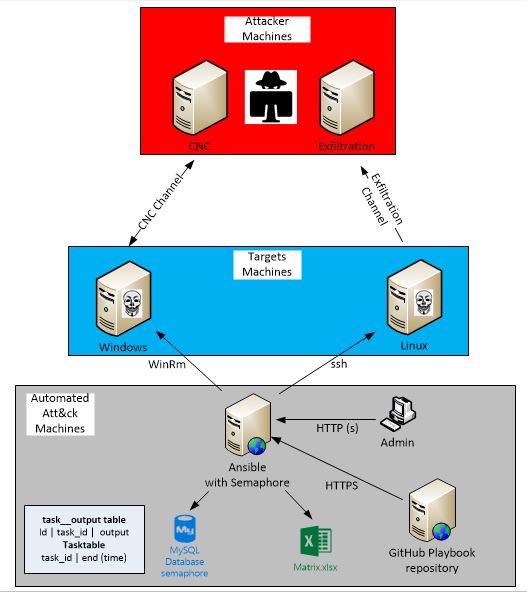 Attacker
Machines
CNC
Exfiltration
CNC Channel
Exfiltration
Channel
Targets
Machines
Windows
Linux
WinRm
ssh
Automated
Att&ck
Machines
HTTP (s)
Admin
Ansible
with Semaphore
HTTPS
task__output table
Id | task_id | output
Tasktable
task_id | end (time)
My
MySQL
Database
semaphore
X
Matrix.xlsx
GitHub Playbook
repository